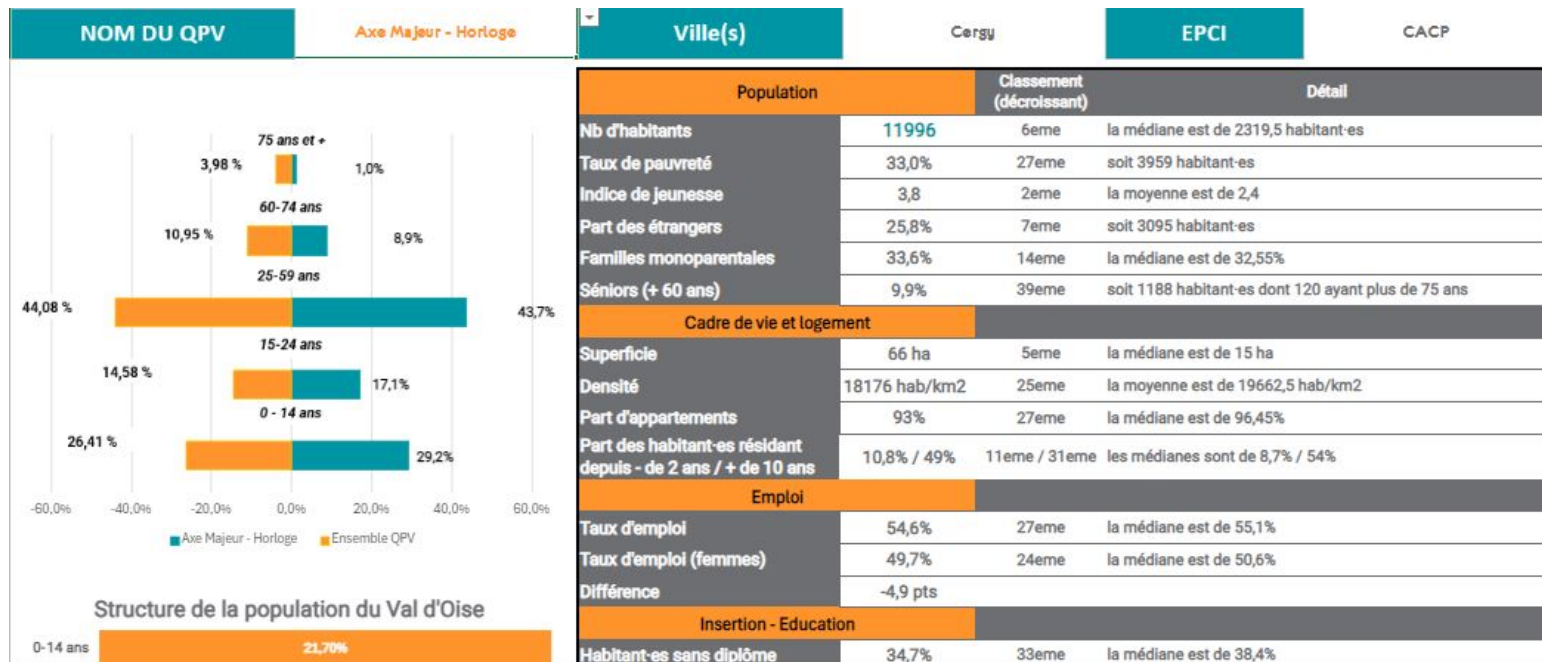 NOM DU QPV Axe Majeur - Horloge Ville(s) Cergy EPCI CACP
75 ans et +
3,98 % 1,0%
60-74 ans
10,95 % 8,9%
25-59 ans
44,08 % 43,7%
15-24 ans
14,58 % 17,1%
0 - 14 ans
26,41 % 29,2%
-60,0% -40,0% -20,0% 0,0% 20,0% 40,0% 60,0%
Axe Majeur - Horloge Ensemble QPV
Structure de la population du Val d'Oise
0-14 ans 21,70%
Population Classement (décroissant) Détail
Nb d'habitants 11996 6eme la médiane est de 2319,5 habitant·es
Taux de pauvreté 33,0% 27eme soit 3959 habitant·es
Indice de jeunesse 3,8 2eme la moyenne est de 2,4
Part des étrangers 25,8% 7eme soit 3095 habitant·es
Familles monoparentales 33,6% 14eme la médiane est de 32,55%
Séniors (+ 60 ans) 9,9% 39eme soit 1188 habitant·es dont 120 ayant plus de 75 ans
Cadre de vie et logement
Superficie 66 ha 5eme la médiane est de 15 ha
Densité 18176 hab/km2 25eme la moyenne est de 19662,5 hab/km2
Part d'appartements 93% 27eme la médiane est de 96,45%
Part des habitant·es résidant
depuis - de 2 ans / + de 10 ans 10,8% / 49% 11eme / 31eme les médianes sont de 8,7% / 54%
Emploi
Taux d'emploi 54,6% 27eme la médiane est de 55,1%
Taux d'emploi (femmes) 49,7% 24eme la médiane est de 50,6%
Différence -4,9 pts
Insertion - Education
Habitant·es sans diplôme 34,7% 33eme la médiane est de 38,4%